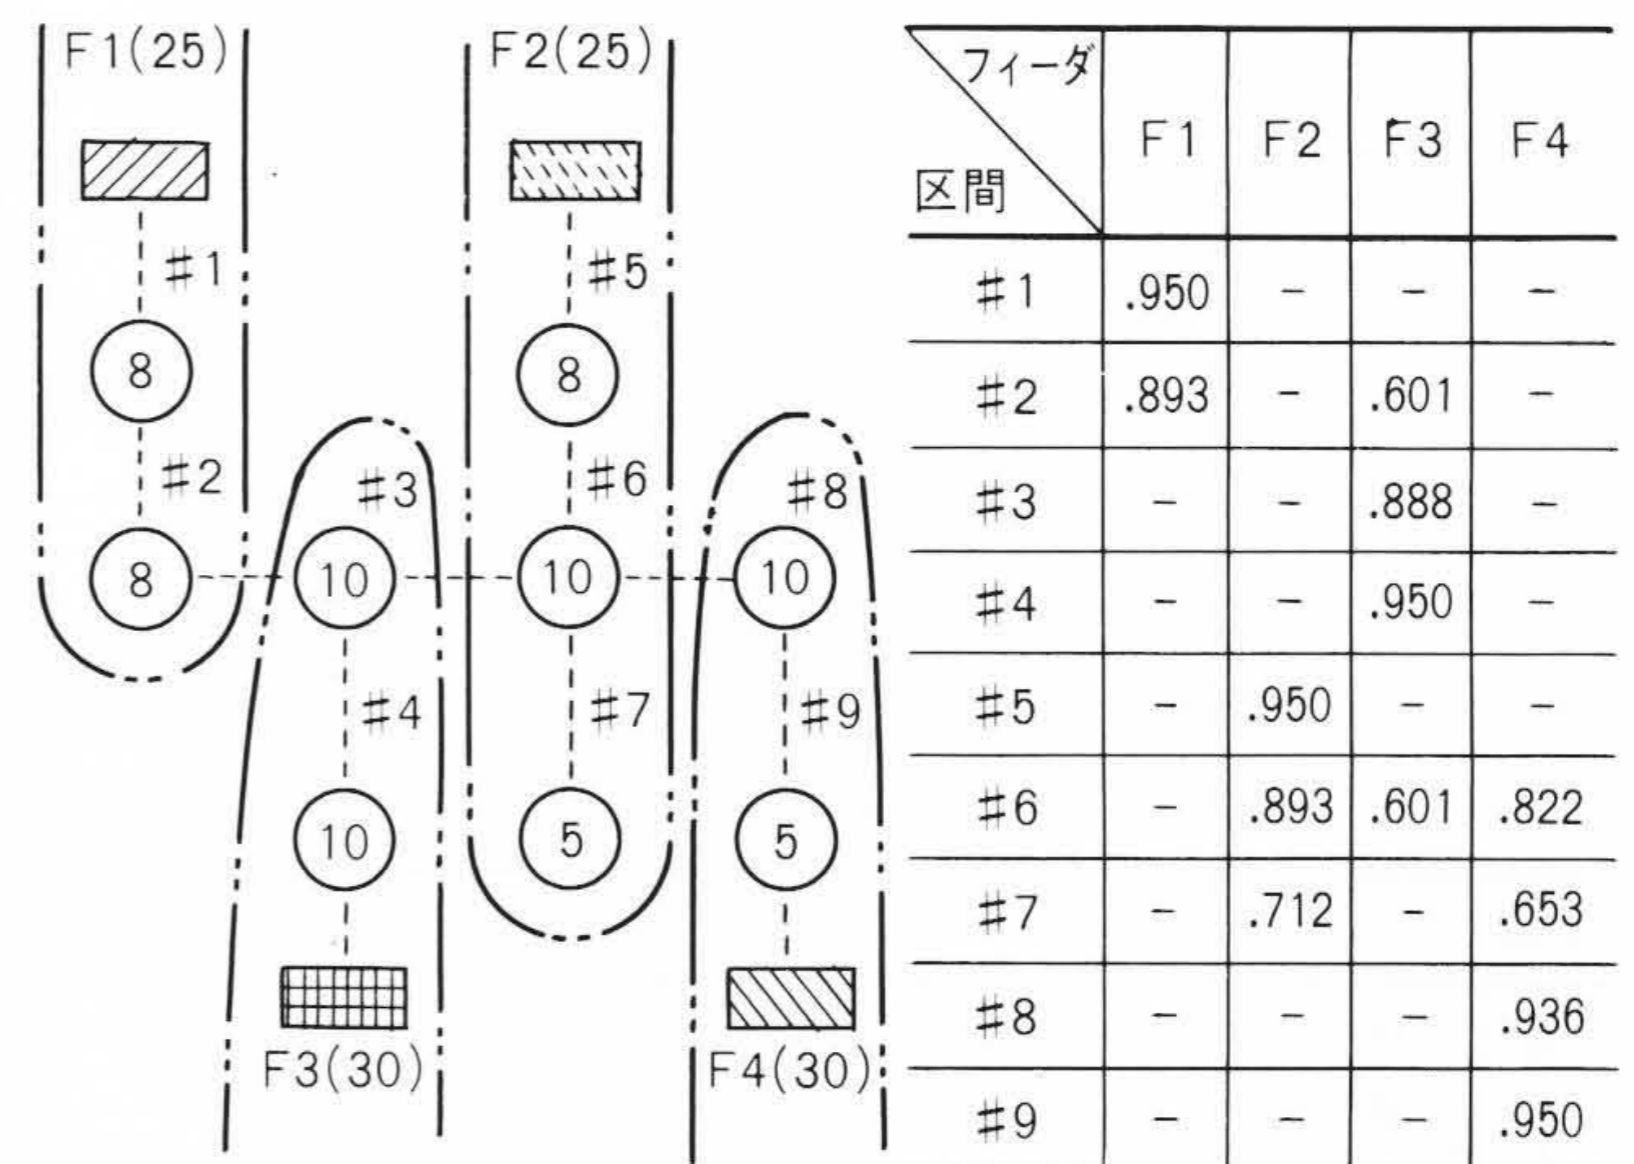 F1(25)
F2(25)
#1
#5
8
8
#2
#3
#6
#8
8
10
10
10
#4
#7
#9
10
5
5
F3(30)
F4(30)
フィーダ
区間
F1 F2 F3 F4
#1 .950 - - -
#2 .893 - .601 -
#3 - - .888 -
#4 - - .950 -
#5 - .950 - -
#6 - .893 .601 .822
#7 - .712 - .653
#8 - - - .936
#9 - - - .950